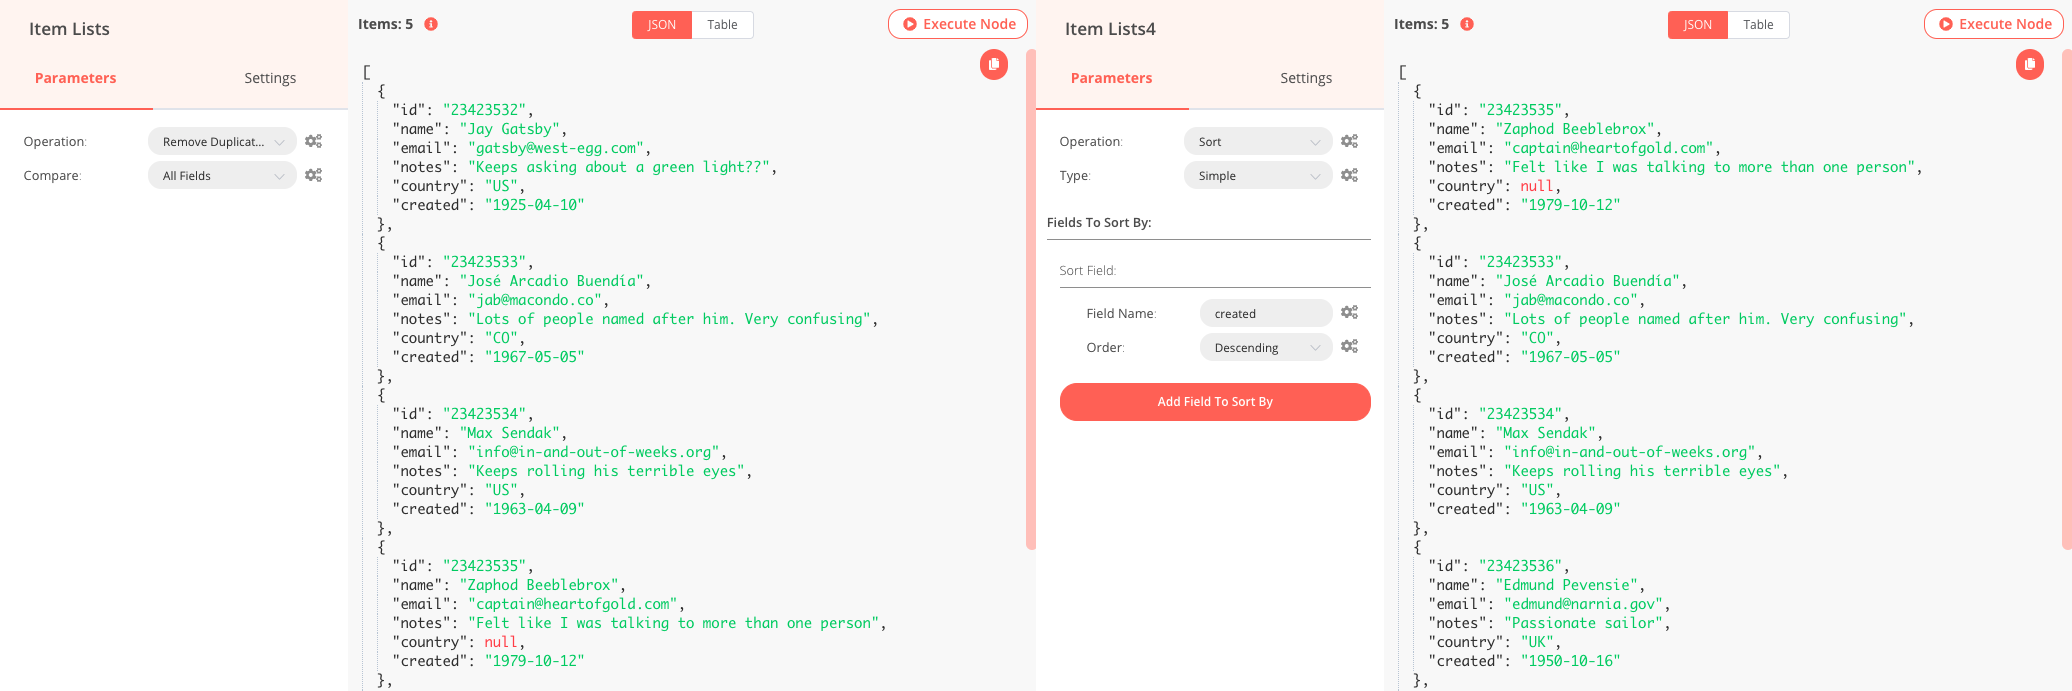 Item Lists
Parameters
Settings
Operation:
Remove Duplicat...
Compare:
All Fields
Items: 5
JSON
Table
Execute Node
[
{
"id": "23423532",
"name": "Jay Gatsby",
"email": "gatsby@west-egg.com",
"notes": "Keeps asking about a green light??",
"country": "US",
"created": "1925-04-10"
},
{
"id": "23423533",
"name": "José Arcadio Buendía",
"email": "jab@macondo.co",
"notes": "Lots of people named after him. Very confusing",
"country": "CO",
"created": "1967-05-05"
},
{
"id": "23423534",
"name": "Max Sendak",
"email": "info@in-and-out-of-weeks.org",
"notes": "Keeps rolling his terrible eyes",
"country": "US",
"created": "1963-04-09"
},
{
"id": "23423535",
"name": "Zaphod Beeblebrox",
"email": "captain@heartofgold.com",
"notes": "Felt like I was talking to more than one person",
"country": null,
"created": "1979-10-12"
},
Item Lists4
Parameters
Settings
Operation:
Sort
Type:
Simple
Fields To Sort By:
Sort Field:
Field Name:
created
Order:
Descending
Add Field To Sort By
Items: 5
JSON
Table
Execute Node
[
{
"id": "23423535",
"name": "Zaphod Beeblebrox",
"email": "captain@heartofgold.com",
"notes": "Felt like I was talking to more than one person",
"country": null,
"created": "1979-10-12"
},
{
"id": "23423533",
"name": "José Arcadio Buendía",
"email": "jab@macondo.co",
"notes": "Lots of people named after him. Very confusing",
"country": "CO",
"created": "1967-05-05"
},
{
"id": "23423534",
"name": "Max Sendak",
"email": "info@in-and-out-of-weeks.org",
"notes": "Keeps rolling his terrible eyes",
"country": "US",
"created": "1963-04-09"
},
{
"id": "23423536",
"name": "Edmund Pevensie",
"email": "edmund@narnia.gov",
"notes": "Passionate sailor",
"country": "UK",
"created": "1950-10-16"
},